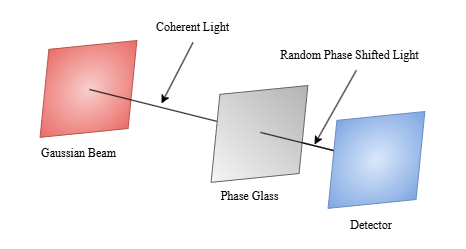 Coherent Light
Random Phase Shifted Light
Gaussian Beam
Phase Glass
Detector